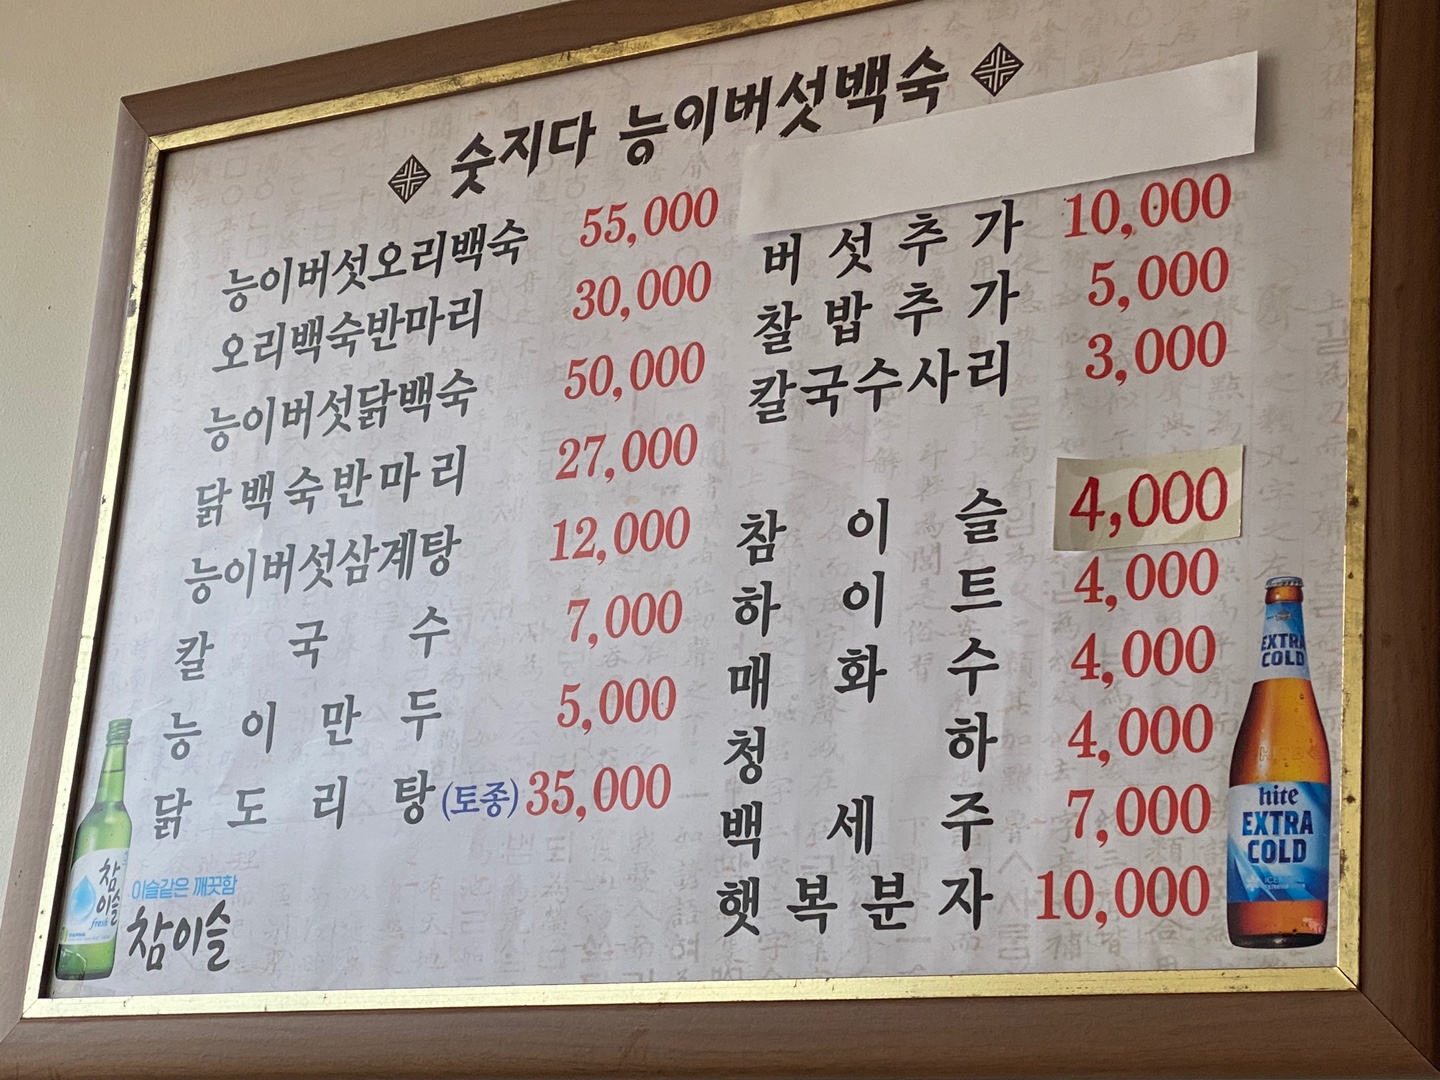 숫지다 능이버섯백숙
능이버섯오리백숙 55,000
오리백숙반마리 30,000
능이버섯닭백숙 50,000
닭백숙반마리 27,000
능이버섯삼계탕 12,000
칼국수 7,000
능이만두 5,000
닭도리탕(토종) 35,000
버섯추가 10,000
찰밥추가 5,000
칼국수사리 3,000
참이슬 4,000
하이트 4,000
매화수 4,000
청하 4,000
백세주 7,000
햇복분자 10,000
참이슬
fresh
이슬같은 깨끗함
참이슬
EXTRA
COLD
hite
EXTRA
COLD